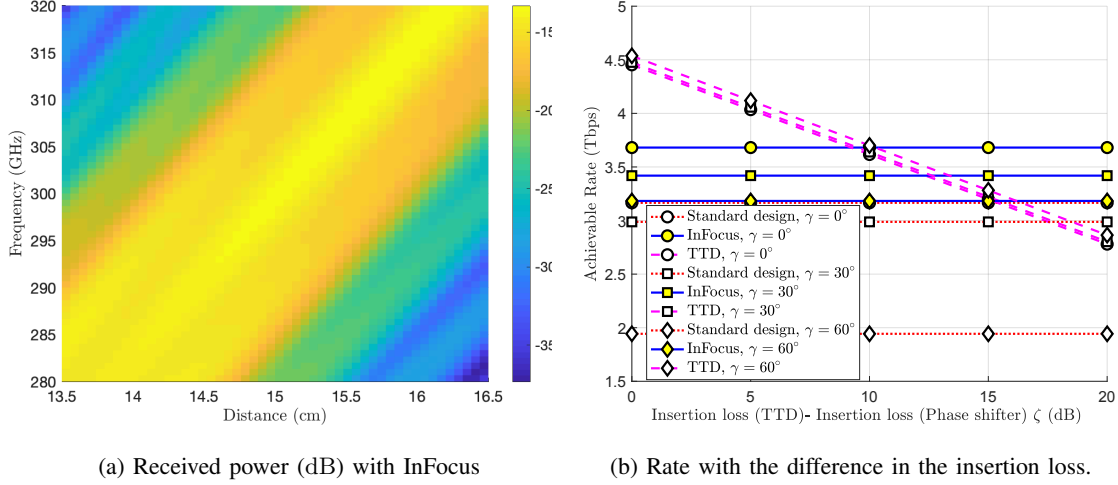 320
315
310
305
300
295
290
285
280
Frequency (GHz)
13.5 14 14.5 15 15.5 16 16.5
Distance (cm)
-15
-20
-25
-30
-35
(a) Received power (dB) with InFocus
5
4.5
4
3.5
3
2.5
2
1.5
Achievable Rate (Tbps)
Standard design, γ = 0°
InFocus, γ = 0°
TTD, γ = 0°
Standard design, γ = 30°
InFocus, γ = 30°
TTD, γ = 30°
Standard design, γ = 60°
InFocus, γ = 60°
TTD, γ = 60°
0 5 10 15 20
Insertion loss (TTD)- Insertion loss (Phase shifter) ζ (dB)
(b) Rate with the difference in the insertion loss.